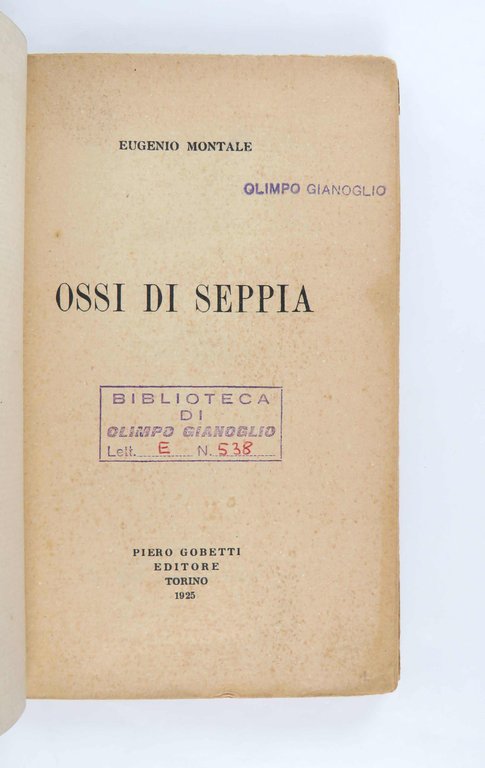 EUGENIO MONTALE
OLIMPO GIANOGLIO
OSSI DI SEPPIA
BIBLIOTECA
DI
OLIMPO GIANOGLIO
Lett. E N. 538
PIERO GOBETTI
EDITORE
TORINO
1925